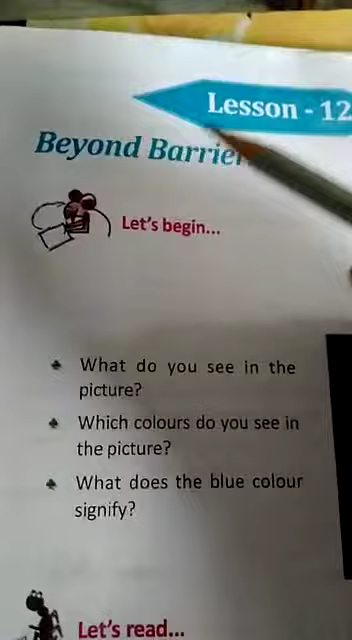 Lesson - 12
Beyond
Let's begin...
What do you see in the
picture?
Which colours do you see in
the picture?
What does the blue colour
signify?
Let's read...